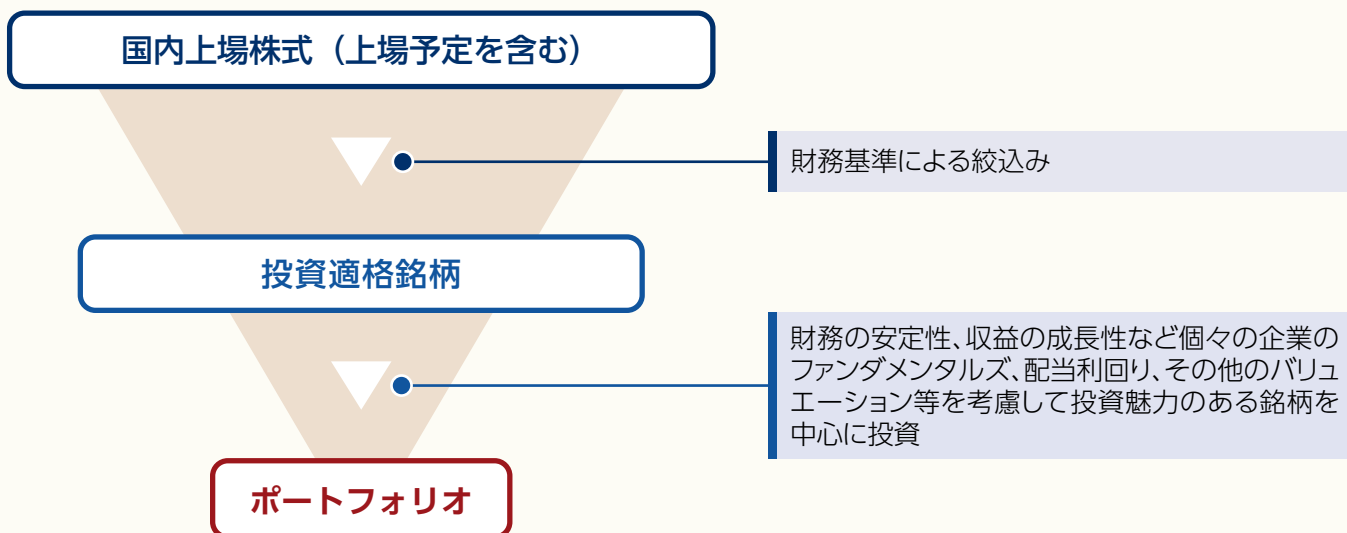 国内上場株式（上場予定を含む）
財務基準による絞込み
投資適格銘柄
財務の安定性、収益の成長性など個々の企業の
ファンダメンタルズ、配当利回り、その他のバリュ
エーション等を考慮して投資魅力のある銘柄を
中心に投資
ポートフォリオ